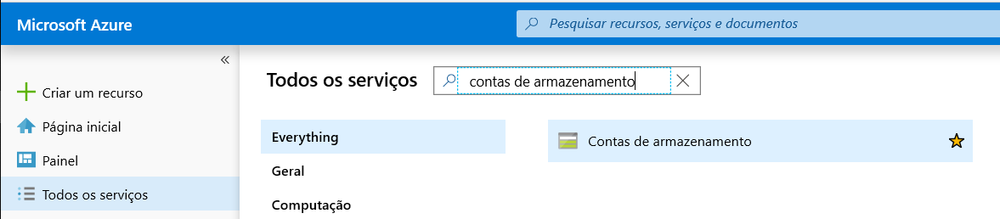 Microsoft Azure
Pesquisar recursos, serviços e documentos
«
Criar um recurso
Página inicial
Painel
Todos os serviços
Todos os serviços
contas de armazenamento
Everything
Geral
Computação
Contas de armazenamento